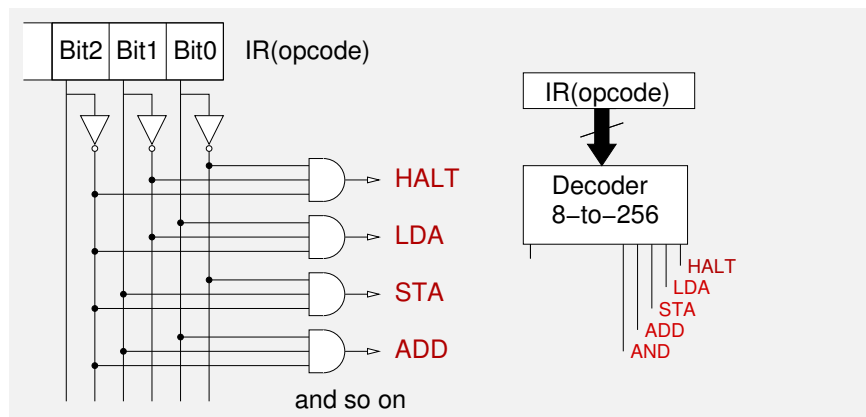 Bit2 Bit1 Bit0 IR(opcode)
HALT
LDA
STA
ADD
and so on
IR(opcode)
Decoder
8−to−256
HALT
LDA
STA
ADD
AND